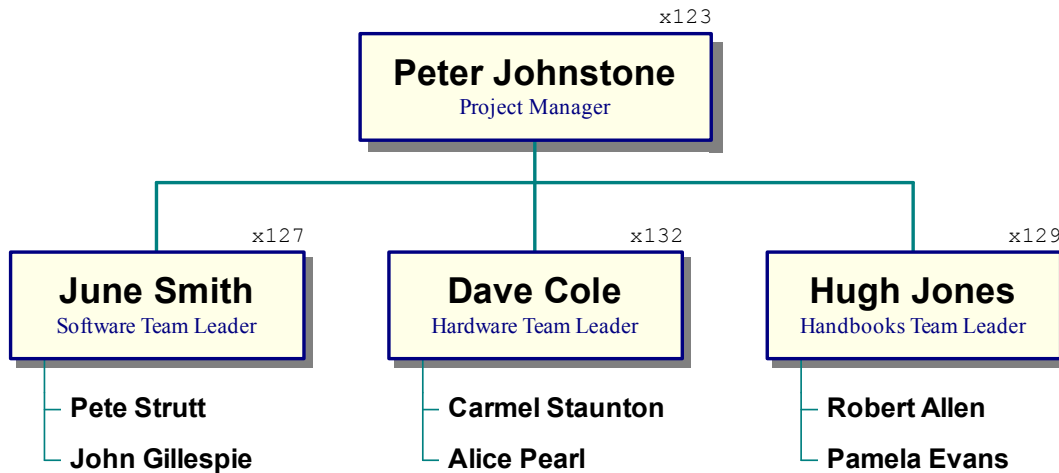 x123
Peter Johnstone
Project Manager
x127
June Smith
Software Team Leader
Pete Strutt
John Gillespie
x132
Dave Cole
Hardware Team Leader
Carmel Staunton
Alice Pearl
x129
Hugh Jones
Handbooks Team Leader
Robert Allen
Pamela Evans